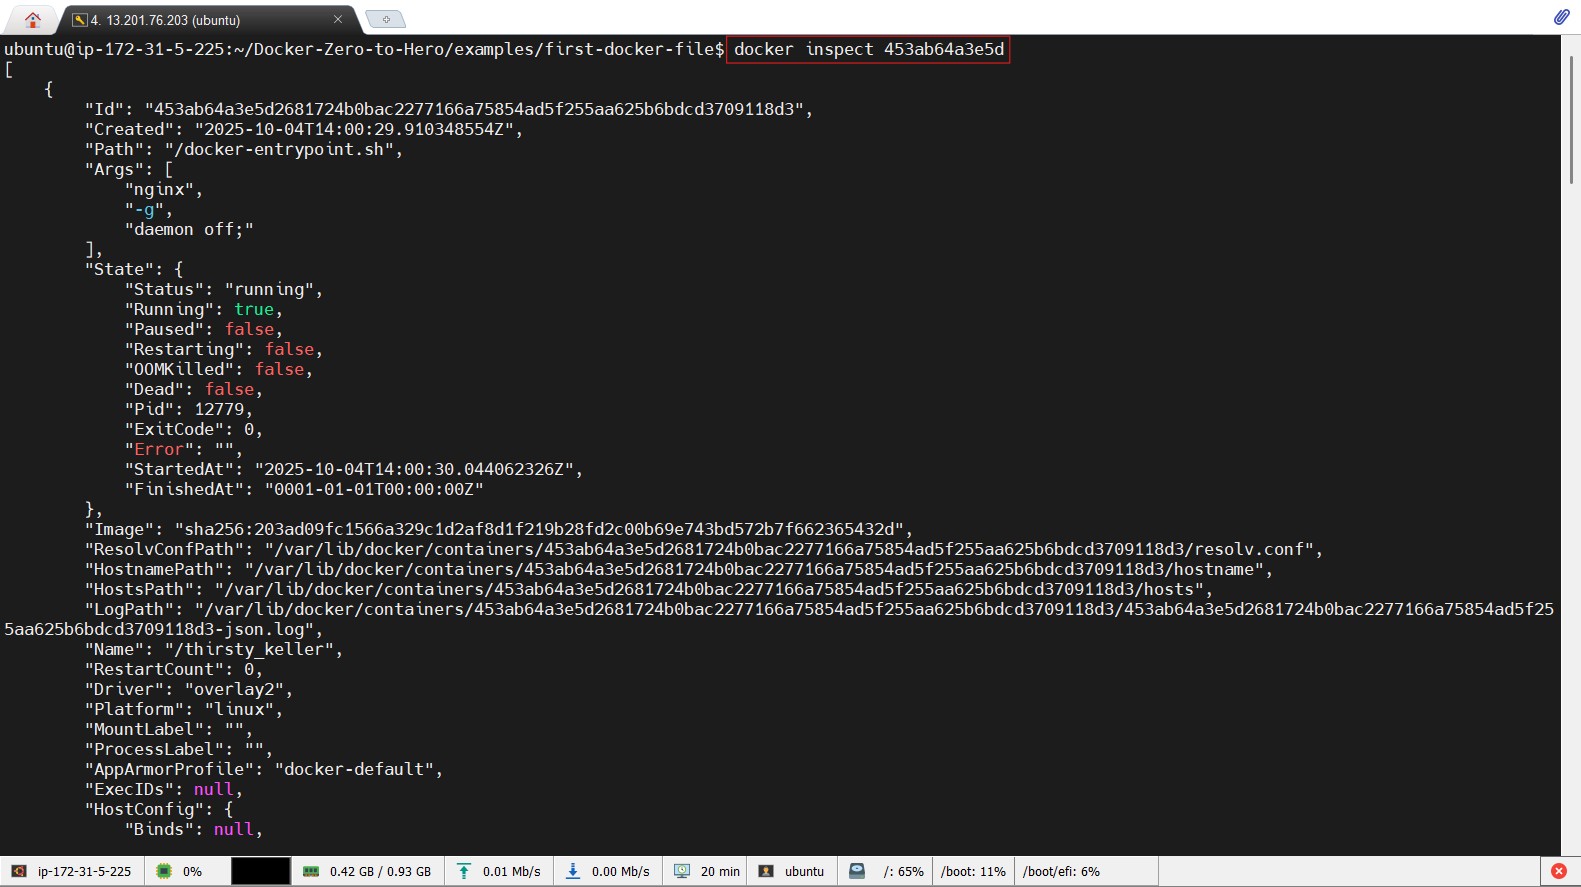 4. 13.201.76.203 (ubuntu)
ubuntu@ip-172-31-5-225:~/Docker-Zero-to-Hero/examples/first-docker-file$ docker inspect 453ab64a3e5d
[
    {
        "Id": "453ab64a3e5d2681724b0bac2277166a75854ad5f255aa625b6bdcd3709118d3",
        "Created": "2025-10-04T14:00:29.910348554Z",
        "Path": "/docker-entrypoint.sh",
        "Args": [
            "nginx",
            "-g",
            "daemon off;"
        ],
        "State": {
            "Status": "running",
            "Running": true,
            "Paused": false,
            "Restarting": false,
            "OOMKilled": false,
            "Dead": false,
            "Pid": 12779,
            "ExitCode": 0,
            "Error": "",
            "StartedAt": "2025-10-04T14:00:30.044062326Z",
            "FinishedAt": "0001-01-01T00:00:00Z"
        },
        "Image": "sha256:203ad09fc1566a329c1d2af8d1f219b28fd2c00b69e743bd572b7f662365432d",
        "ResolvConfPath": "/var/lib/docker/containers/453ab64a3e5d2681724b0bac2277166a75854ad5f255aa625b6bdcd3709118d3/resolv.conf",
        "HostnamePath": "/var/lib/docker/containers/453ab64a3e5d2681724b0bac2277166a75854ad5f255aa625b6bdcd3709118d3/hostname",
        "HostsPath": "/var/lib/docker/containers/453ab64a3e5d2681724b0bac2277166a75854ad5f255aa625b6bdcd3709118d3/hosts",
        "LogPath": "/var/lib/docker/containers/453ab64a3e5d2681724b0bac2277166a75854ad5f255aa625b6bdcd3709118d3/453ab64a3e5d2681724b0bac2277166a75854ad5f25
5aa625b6bdcd3709118d3-json.log",
        "Name": "/thirsty_keller",
        "RestartCount": 0,
        "Driver": "overlay2",
        "Platform": "linux",
        "MountLabel": "",
        "ProcessLabel": "",
        "AppArmorProfile": "docker-default",
        "ExecIDs": null,
        "HostConfig": {
            "Binds": null,
ip-172-31-5-225 0% 0.42 GB / 0.93 GB 0.01 Mb/s 0.00 Mb/s 20 min ubuntu /: 65% /boot: 11% /boot/efi: 6%